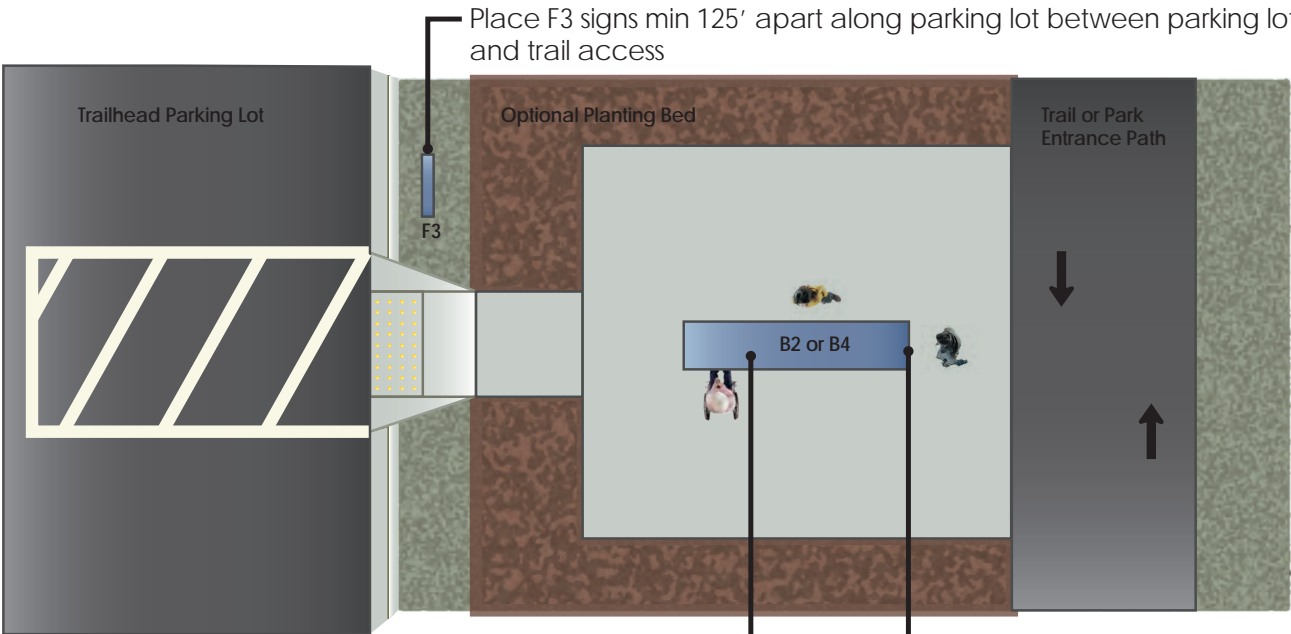 Place F3 signs min 125’ apart along parking lot between parking lot
and trail access
Trailhead Parking Lot
Optional Planting Bed
Trail or Park
Entrance Path
F3
B2 or B4